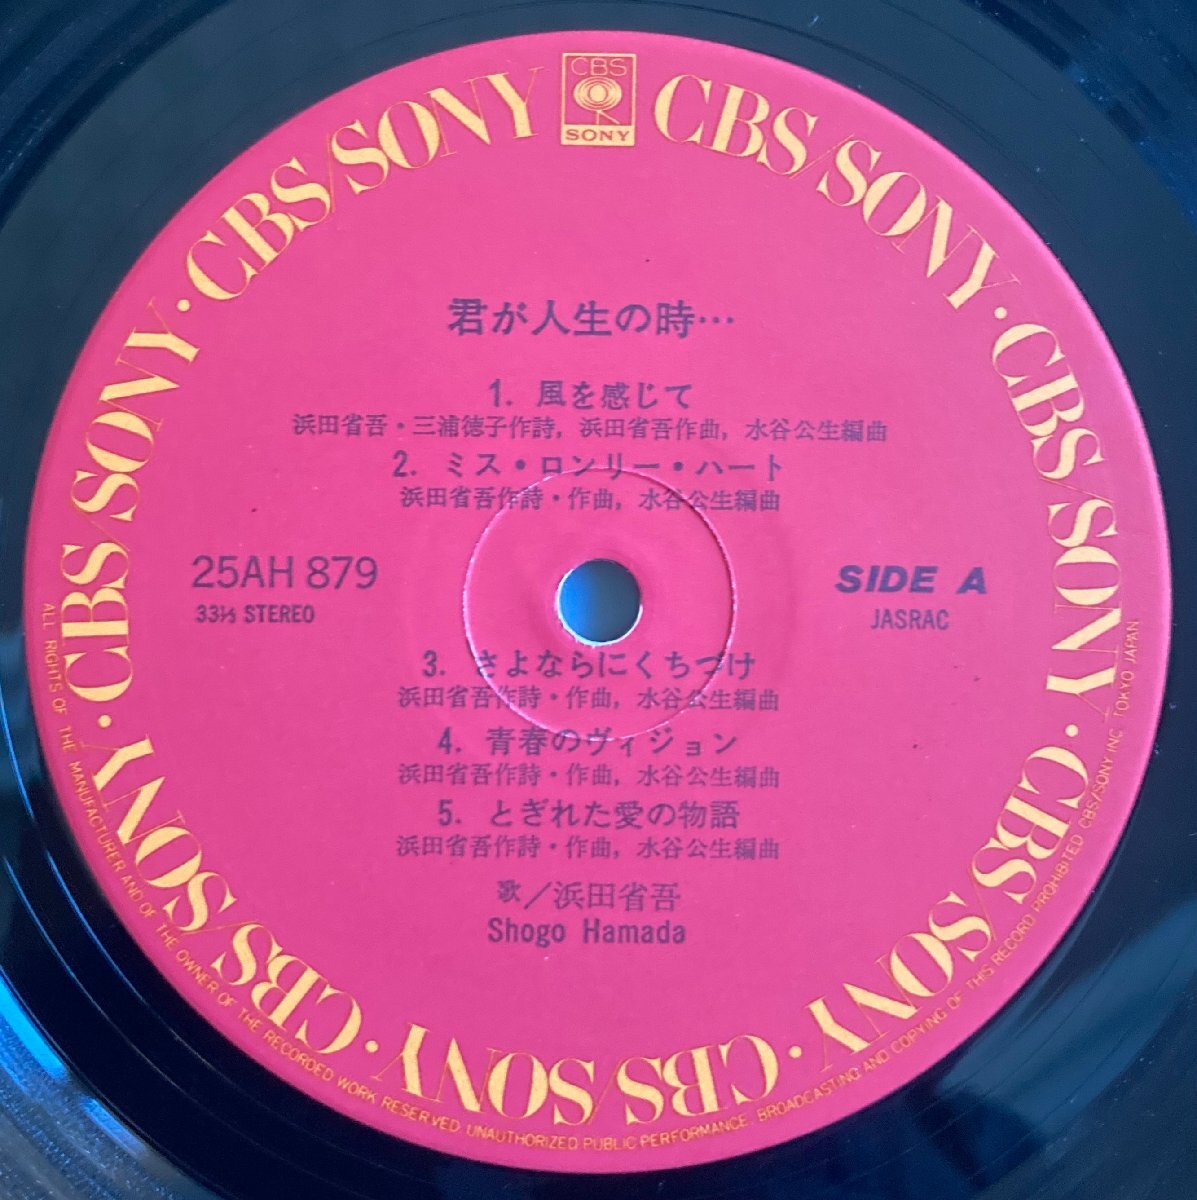 CBS
SONY
CBS/SONY · CBS/SONY · CBS/SONY · CBS/SONY · CBS/SONY · CBS/SONY · CBS/SONY
君が人生の時…
1. 風を感じて
浜田省吾・三浦徳子作詩, 浜田省吾作曲, 水谷公生編曲
2. ミス・ロンリー・ハート
浜田省吾作詩・作曲, 水谷公生編曲
25AH 879
33⅓ STEREO
SIDE A
JASRAC
3. さよならにくちづけ
浜田省吾作詩・作曲, 水谷公生編曲
4. 青春のヴィジョン
浜田省吾作詩・作曲, 水谷公生編曲
5. とぎれた愛の物語
浜田省吾作詩・作曲, 水谷公生編曲
歌／浜田省吾
Shogo Hamada
ALL RIGHTS OF THE MANUFACTURER AND OF THE OWNER OF THE RECORDED WORK RESERVED UNAUTHORIZED PUBLIC PERFORMANCE. BROADCASTING AND COPYING OF THIS RECORD PROHIBITED CBS/SONY INC. TOKYO JAPAN